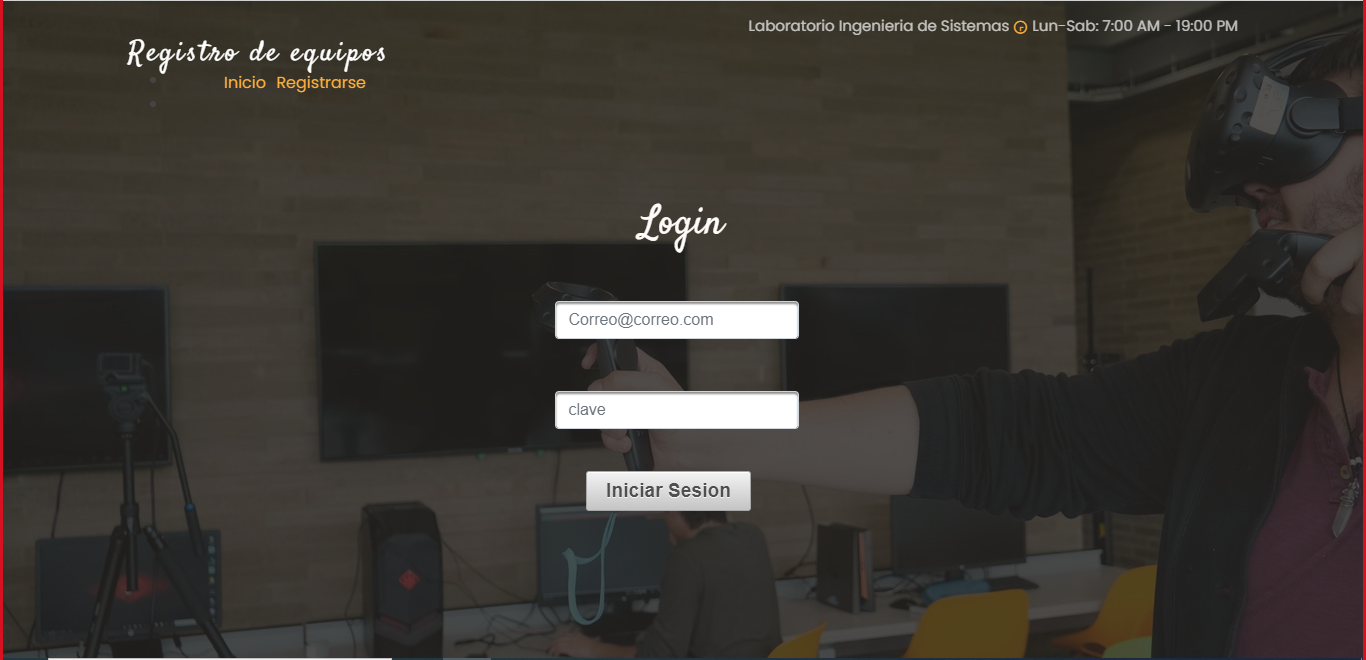 Laboratorio Ingenieria de Sistemas Lun-Sab: 7:00 AM - 19:00 PM
Registro de equipos
Inicio Registrarse
Login
Correo@correo.com
clave
Iniciar Sesion